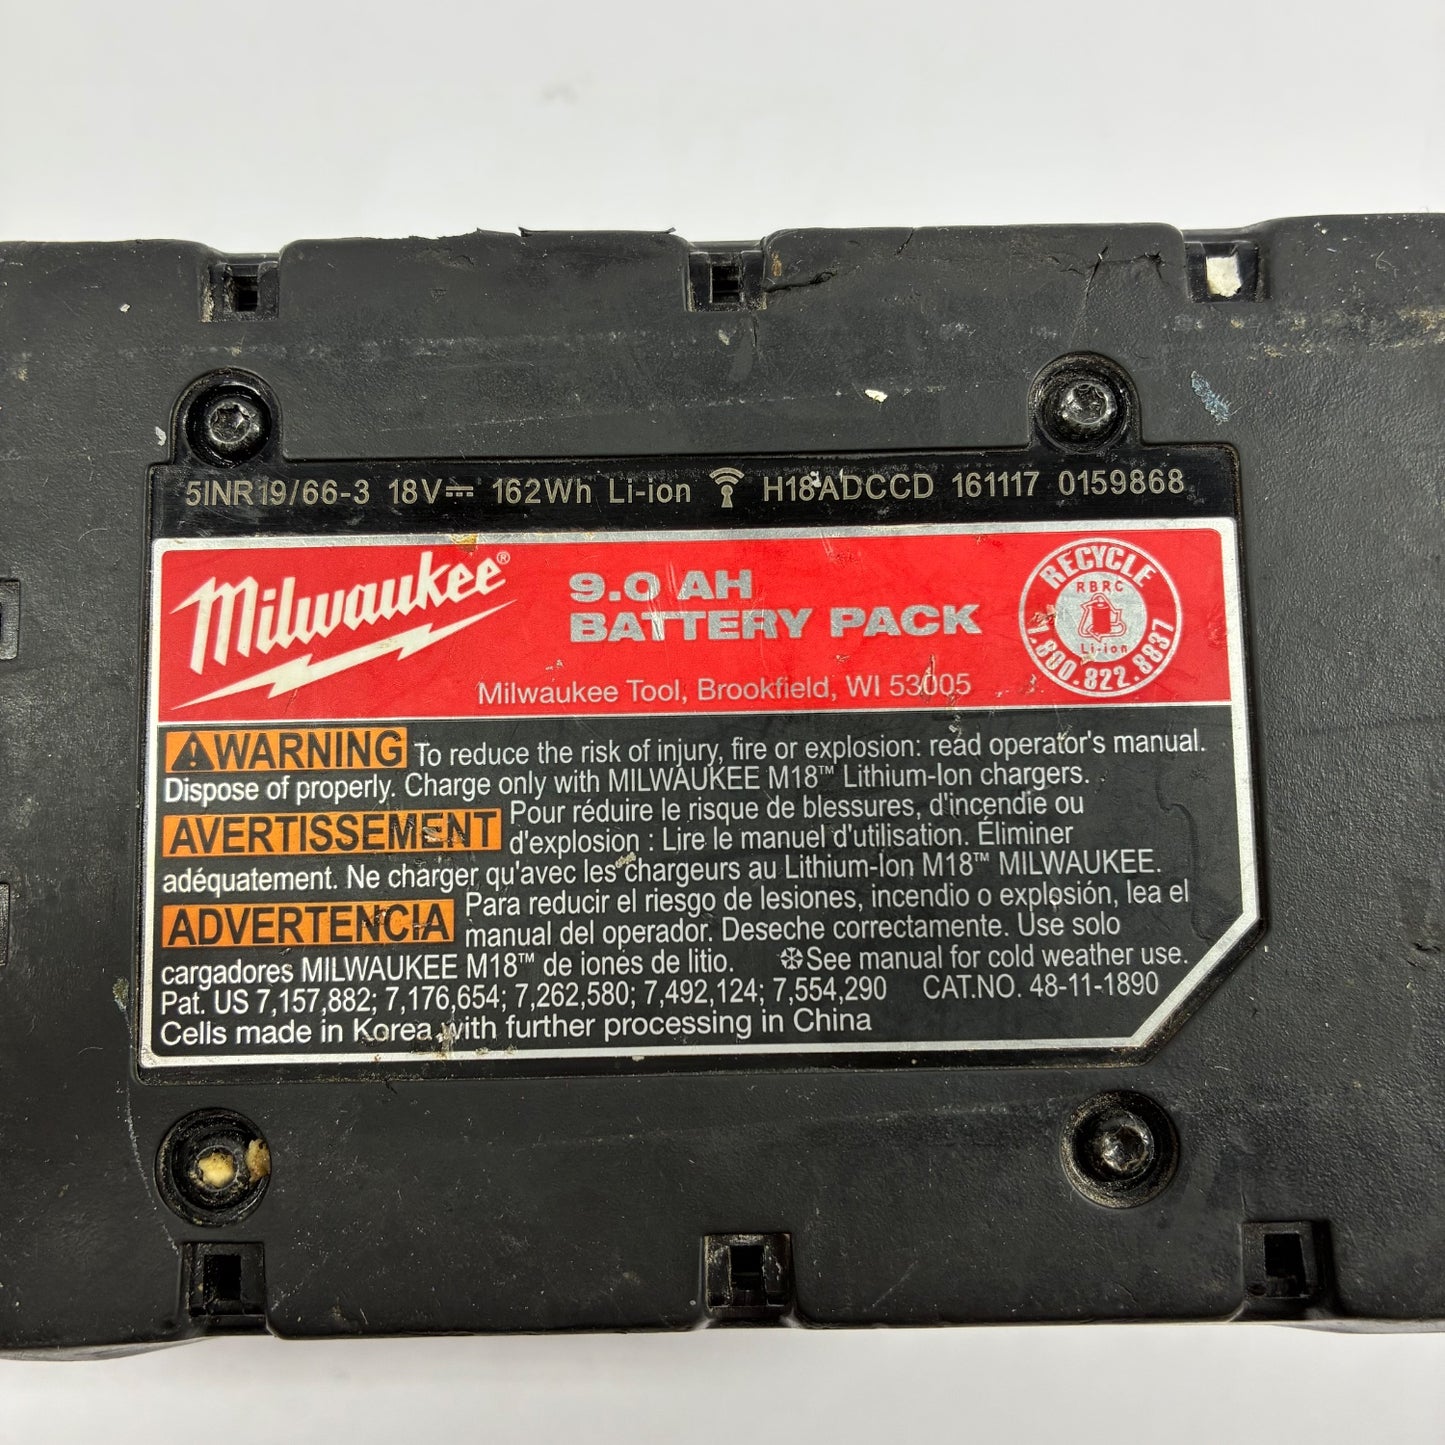 5INR19/66-3 18V 162Wh Li-ion H18ADCCD 161117 0159868
Milwaukee®
9.0 AH
BATTERY PACK
Milwaukee Tool, Brookfield, WI 53005
RECYCLE
RBRC
Li-ion
1.800.822.8837
WARNING To reduce the risk of injury, fire or explosion: read operator's manual.
Dispose of properly. Charge only with MILWAUKEE M18™ Lithium-Ion chargers.
AVERTISSEMENT Pour réduire le risque de blessures, d'incendie ou
d'explosion : Lire le manuel d'utilisation. Éliminer
adéquatement. Ne charger qu'avec les chargeurs au Lithium-Ion M18™ MILWAUKEE.
ADVERTENCIA Para reducir el riesgo de lesiones, incendio o explosión, lea el
manual del operador. Deseche correctamente. Use solo
cargadores MILWAUKEE M18™ de iones de litio. ❄See manual for cold weather use.
Pat. US 7,157,882; 7,176,654; 7,262,580; 7,492,124; 7,554,290 CAT.NO. 48-11-1890
Cells made in Korea with further processing in China